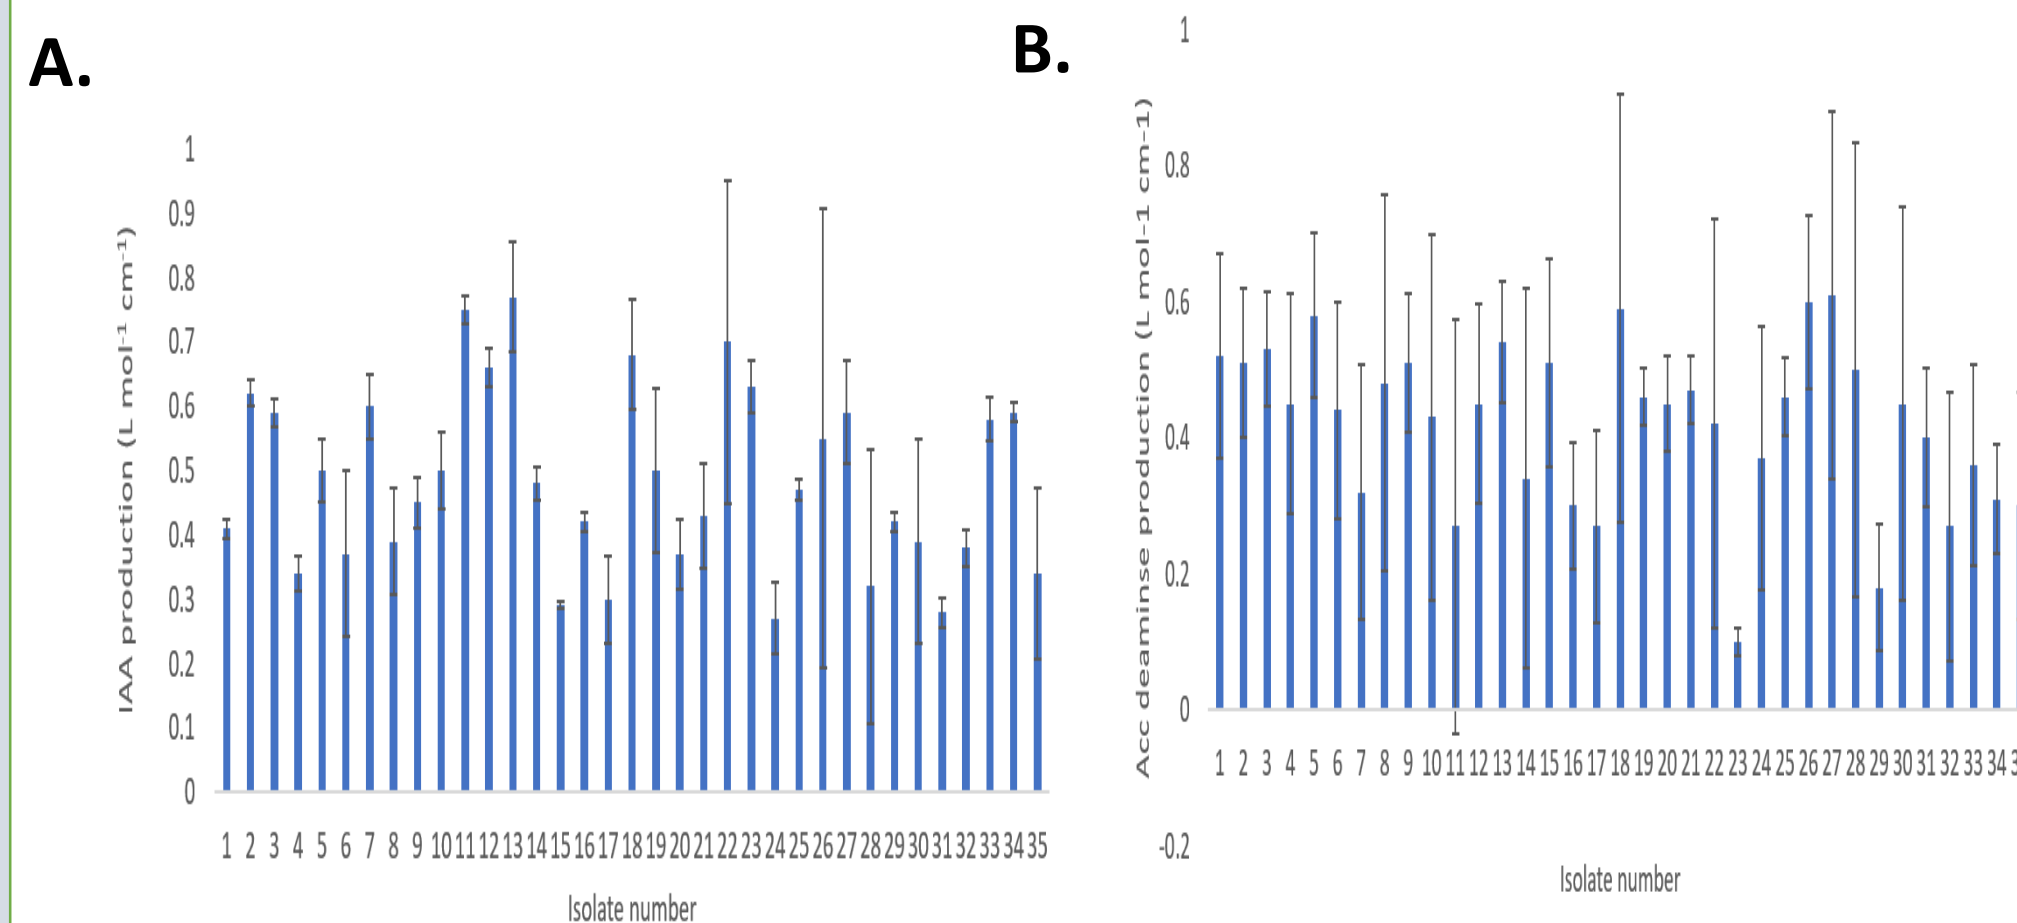 A.
IAA production (L mol⁻¹ cm⁻¹)
1
0.9
0.8
0.7
0.6
0.5
0.4
0.3
0.2
0.1
0
1 2 3 4 5 6 7 8 9 10 11 12 13 14 15 16 17 18 19 20 21 22 23 24 25 26 27 28 29 30 31 32 33 34 35
Isolate number
B.
Acc deaminse production (L mol-1 cm-1)
1
0.8
0.6
0.4
0.2
0
-0.2
1 2 3 4 5 6 7 8 9 10 11 12 13 14 15 16 17 18 19 20 21 22 23 24 25 26 27 28 29 30 31 32 33 34
Isolate number